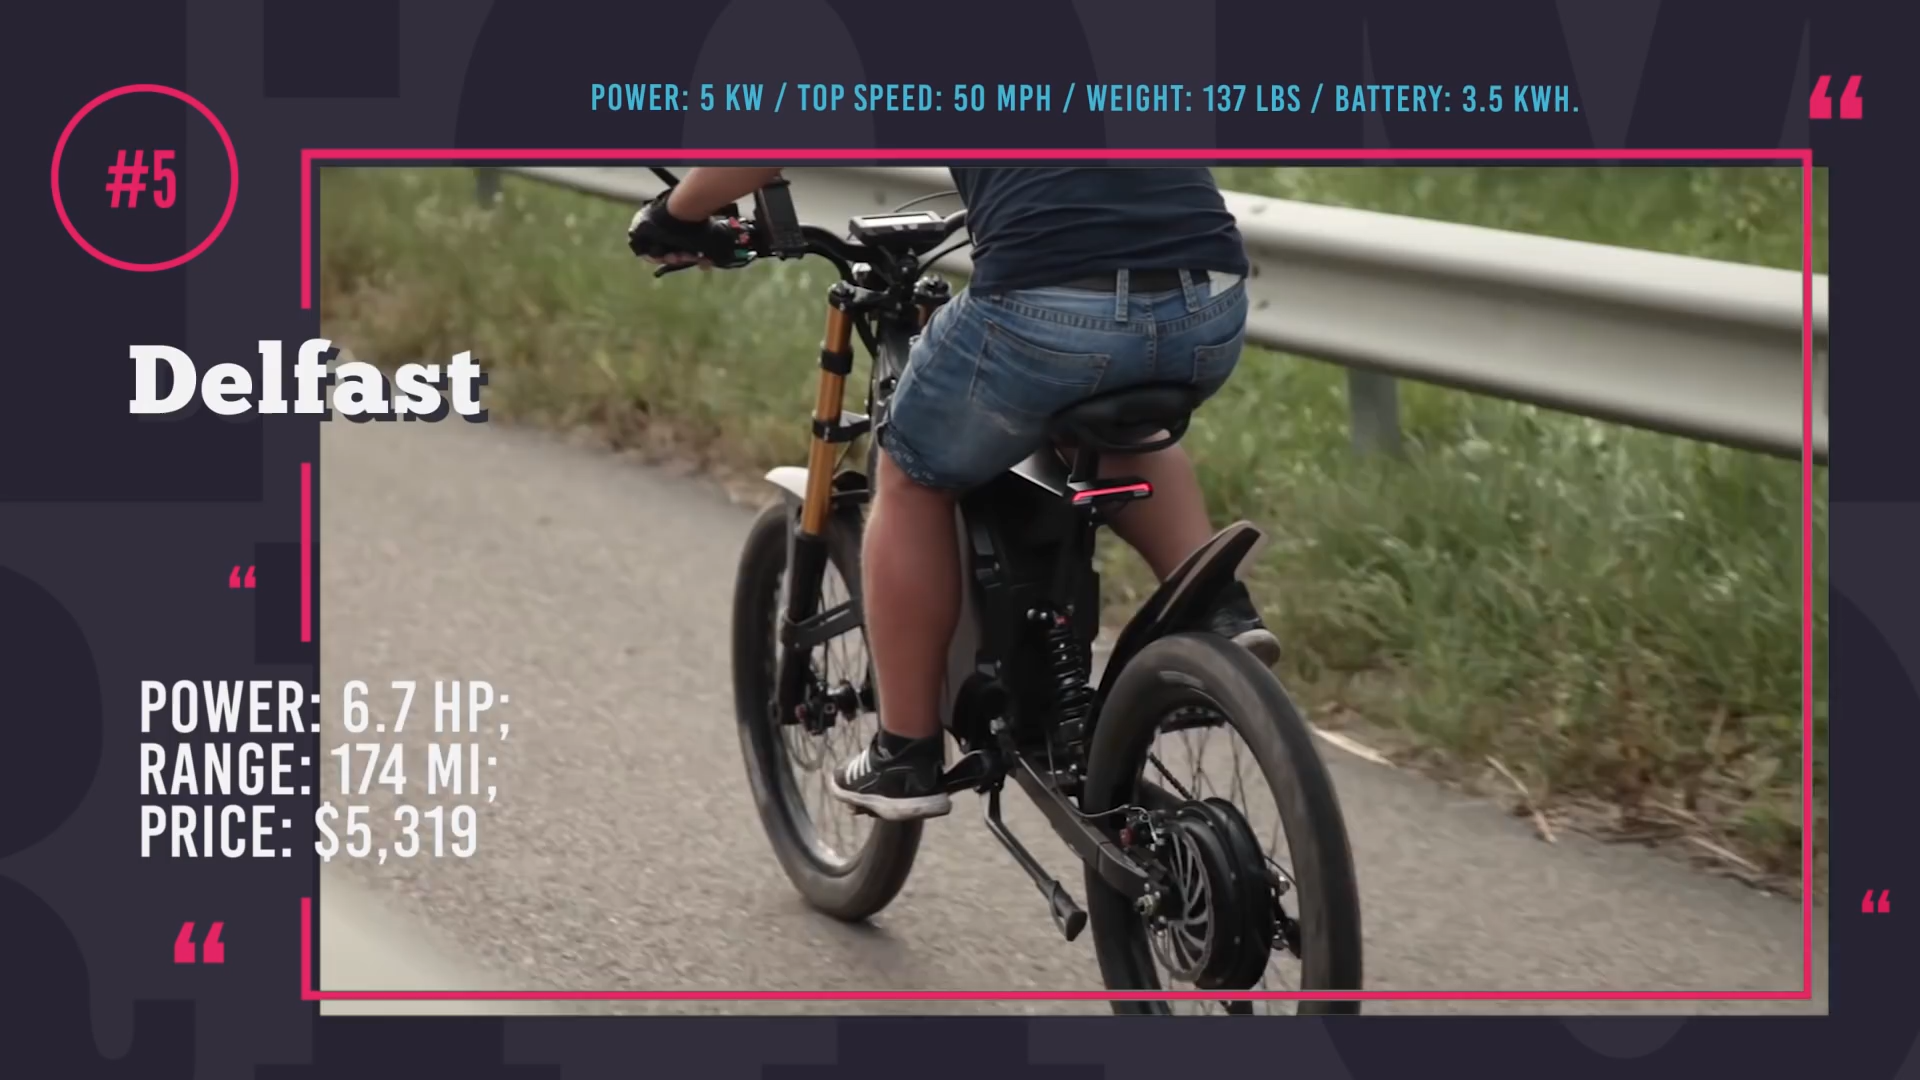 POWER: 5 KW / TOP SPEED: 50 MPH / WEIGHT: 137 LBS / BATTERY: 3.5 KWH.
#5
Delfast
POWER: 6.7 HP;
RANGE: 174 MI;
PRICE: $5,319